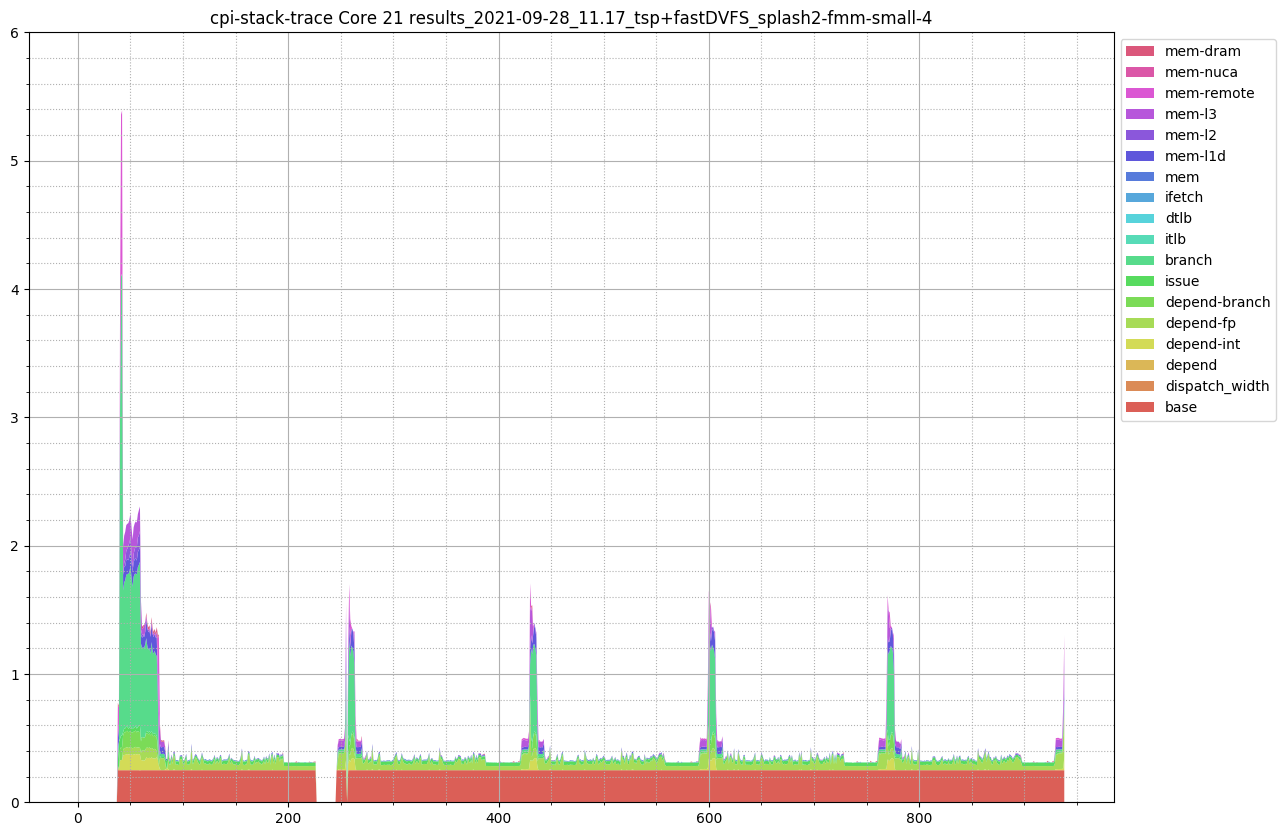 cpi-stack-trace Core 21 results_2021-09-28_11.17_tsp+fastDVFS_splash2-fmm-small-4
6
5
4
3
2
1
0
0 200 400 600 800
mem-dram
mem-nuca
mem-remote
mem-l3
mem-l2
mem-l1d
mem
ifetch
dtlb
itlb
branch
issue
depend-branch
depend-fp
depend-int
depend
dispatch_width
base